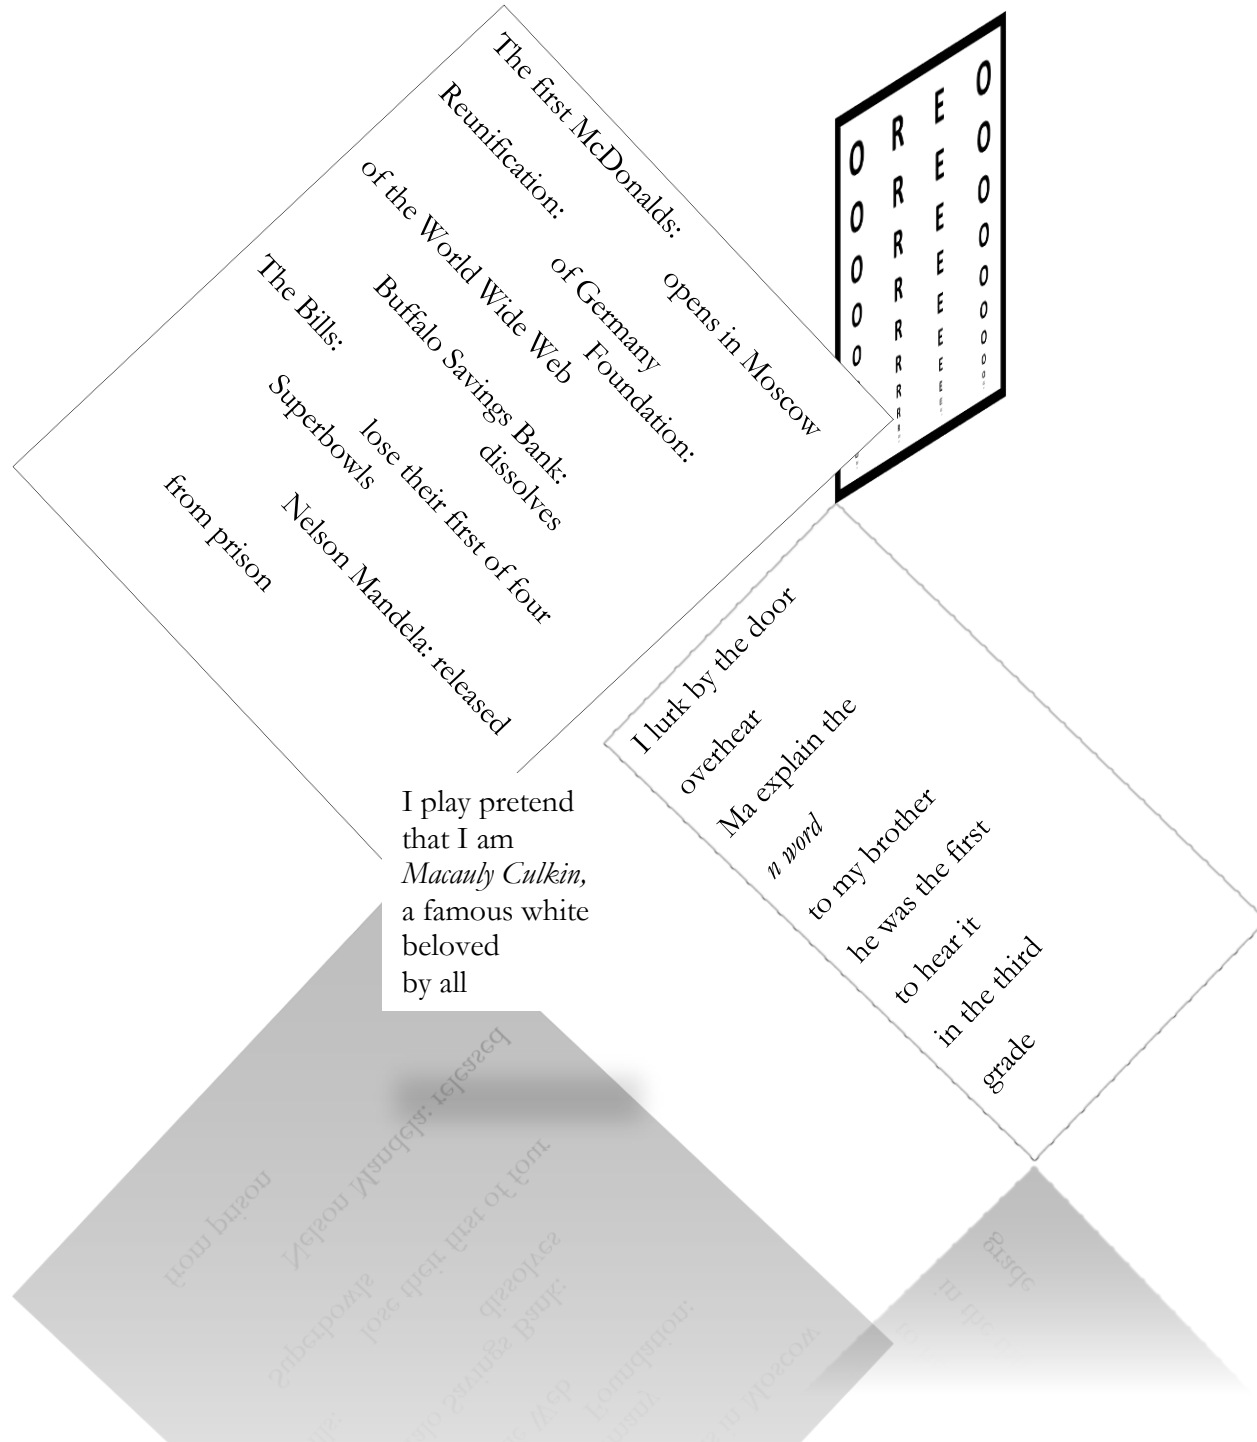 The first McDonalds:
opens in Moscow
Reunification:
of Germany
Foundation:
of the World Wide Web
Buffalo Savings Bank:
dissolves
The Bills:
lose their first of four
Superbowls
Nelson Mandela: released
from prison
O R E O
O R E O
O R E O
O R E O
O R E O
R E O
R E O
I lurk by the door
overhear
Ma explain the
n word
to my brother
he was the first
to hear it
in the third
grade
I play pretend
that I am
Macauly Culkin,
a famous white
beloved
by all